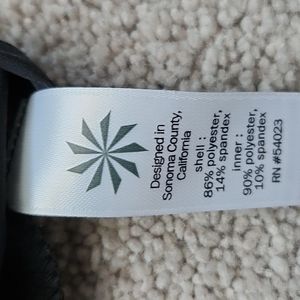 Designed in
Sonoma County,
California
shell :
86% polyester,
14% spandex
inner :
90% polyester,
10% spandex
RN #54023